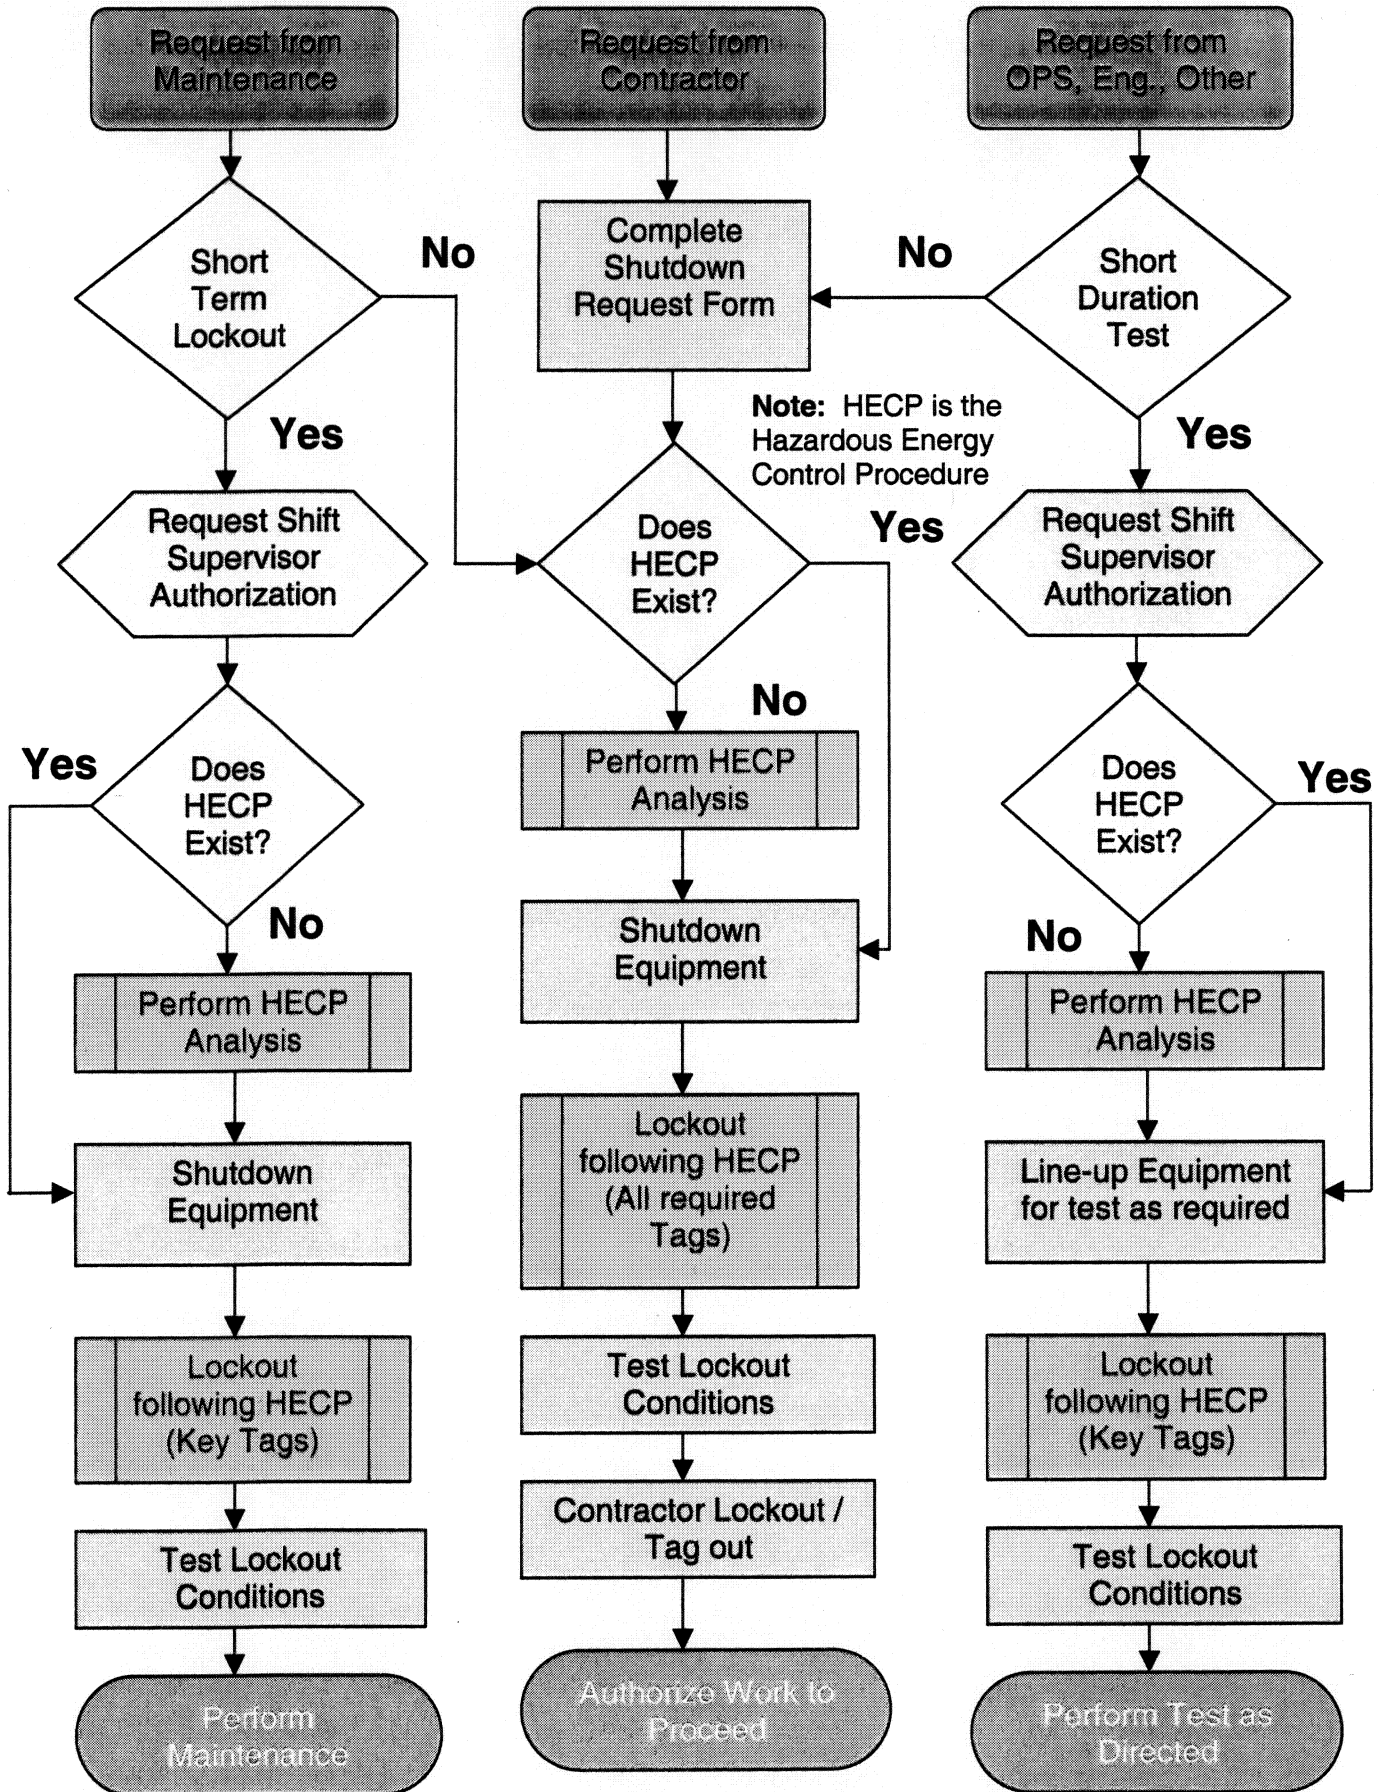 Request from
Maintenance
Request from
Contractor
Request from
OPS, Eng., Other
Short
Term
Lockout
No
Yes
Complete
Shutdown
Request Form
No
Short
Duration
Test
Yes
Note: HECP is the
Hazardous Energy
Control Procedure
Request Shift
Supervisor
Authorization
Does
HECP
Exist?
Yes
No
Request Shift
Supervisor
Authorization
Does
HECP
Exist?
Yes
No
Perform HECP
Analysis
Does
HECP
Exist?
Yes
No
Perform HECP
Analysis
Shutdown
Equipment
Perform HECP
Analysis
Shutdown
Equipment
Lockout
following HECP
(All required
Tags)
Line-up Equipment
for test as required
Lockout
following HECP
(Key Tags)
Test Lockout
Conditions
Lockout
following HECP
(Key Tags)
Test Lockout
Conditions
Contractor Lockout /
Tag out
Test Lockout
Conditions
Perform
Maintenance
Authorize Work to
Proceed
Perform Test as
Directed